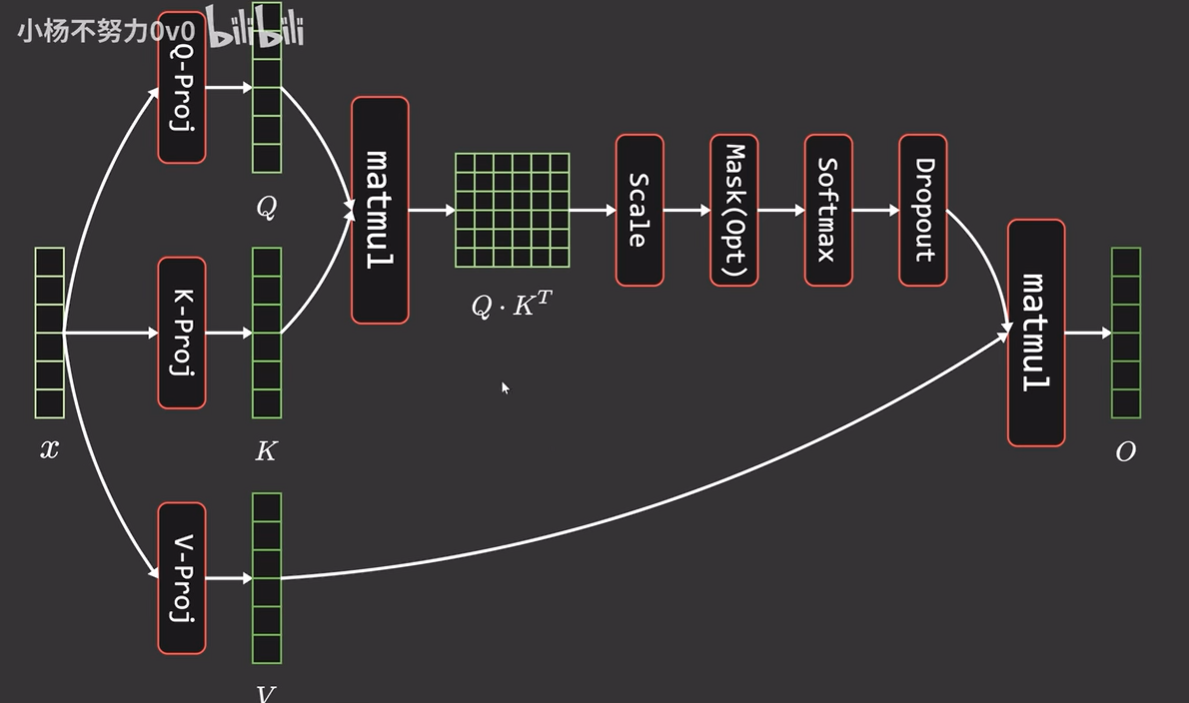 小杨不努力0v0 bilibili
Q-Proj
Q
matmul
Q · K^T
Scale
Mask(Opt)
Softmax
Dropout
matmul
O
x
K-Proj
K
V-Proj
V